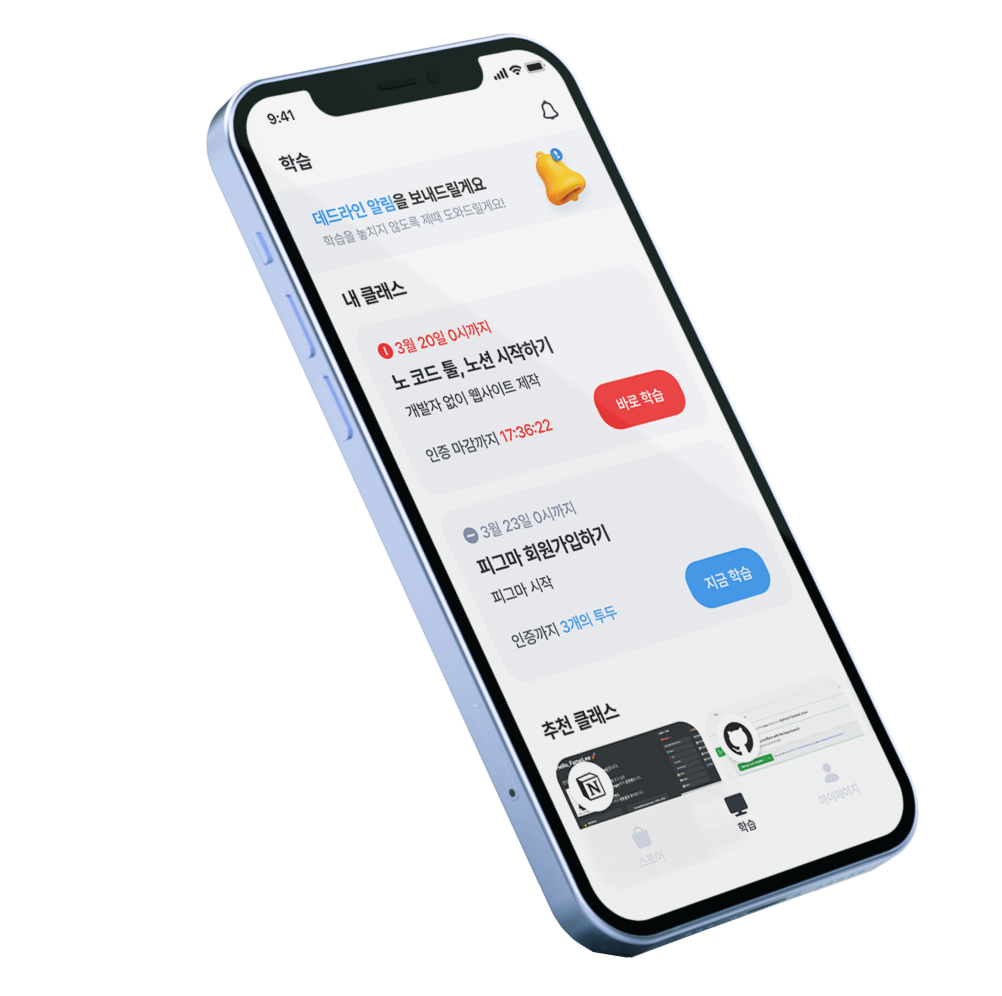 9:41
학습
데드라인 알림을 보내드릴게요
학습을 놓치지 않도록 제때 도와드릴게요!
내 클래스
3월 20일 0시까지
노 코드 툴, 노션 시작하기
개발자 없이 웹사이트 제작
인증 마감까지 17:36:22
바로 학습
3월 23일 0시까지
피그마 회원가입하기
피그마 시작
인증까지 3개의 투두
지금 학습
추천 클래스
N
스토어
학습
마이페이지